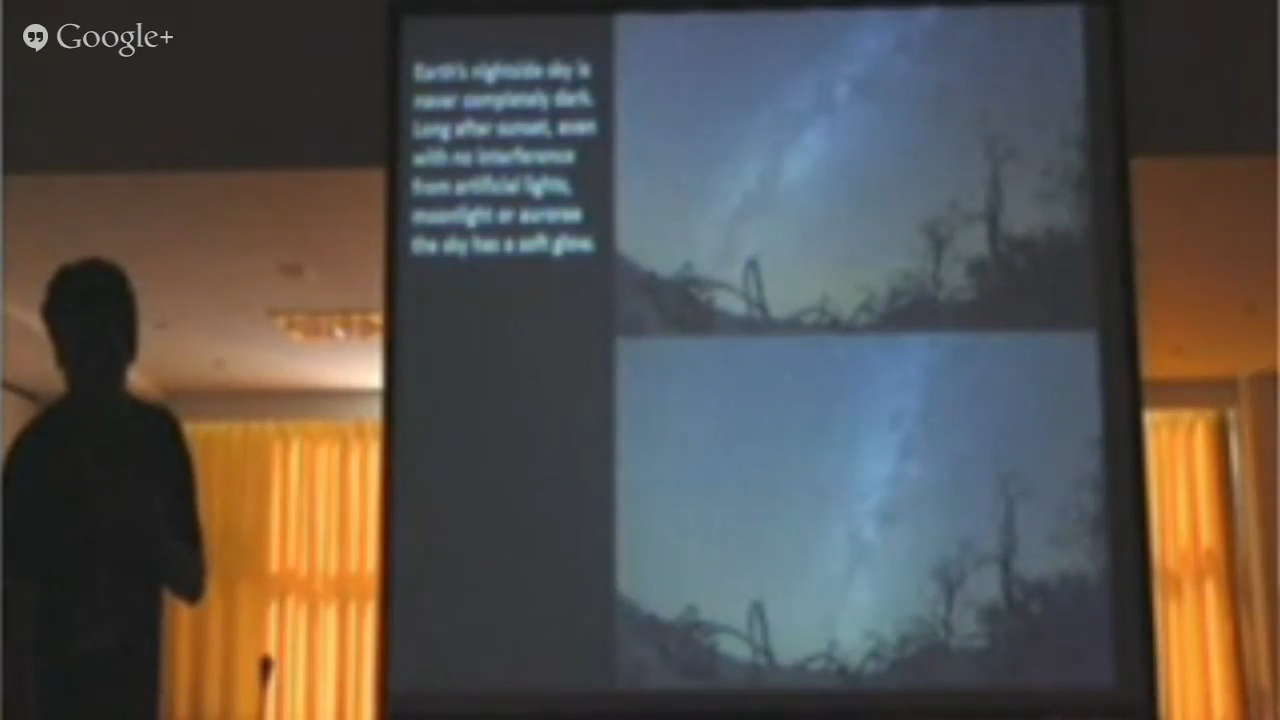 Google+
Earth's nightside sky is
never completely dark.
Long after sunset, even
with no interference
from artificial lights,
moonlight or aurorae
the sky has a soft glow.